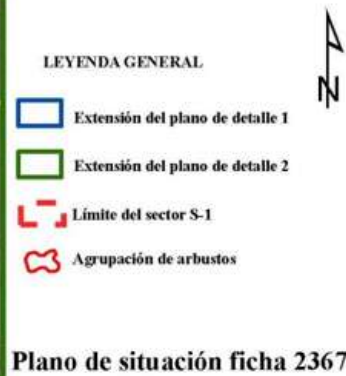 N
LEYENDA GENERAL
Extensión del plano de detalle 1
Extensión del plano de detalle 2
Límite del sector S-1
Agrupación de arbustos
Plano de situación ficha 2367